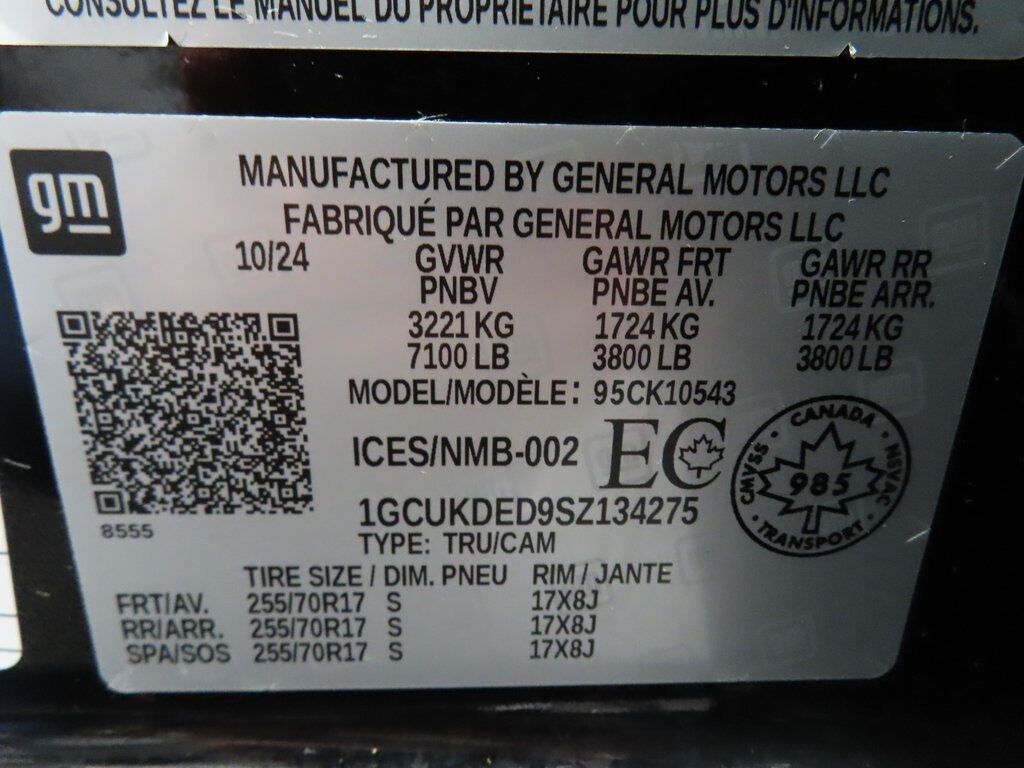 CONSULTEZ LE MANUEL DU PROPRIÉTAIRE POUR PLUS D'INFORMATIONS.
gm
MANUFACTURED BY GENERAL MOTORS LLC
FABRIQUÉ PAR GENERAL MOTORS LLC
10/24 GVWR GAWR FRT GAWR RR
PNBV PNBE AV. PNBE ARR.
3221 KG 1724 KG 1724 KG
7100 LB 3800 LB 3800 LB
MODEL/MODÈLE: 95CK10543
ICES/NMB-002 EC
CANADA
CMVSS 985 NSVAC
TRANSPORT
1GCUKDED9SZ134275
8555
TYPE: TRU/CAM
TIRE SIZE / DIM. PNEU RIM / JANTE
FRT/AV. 255/70R17 S 17X8J
RR/ARR. 255/70R17 S 17X8J
SPA/SOS 255/70R17 S 17X8J